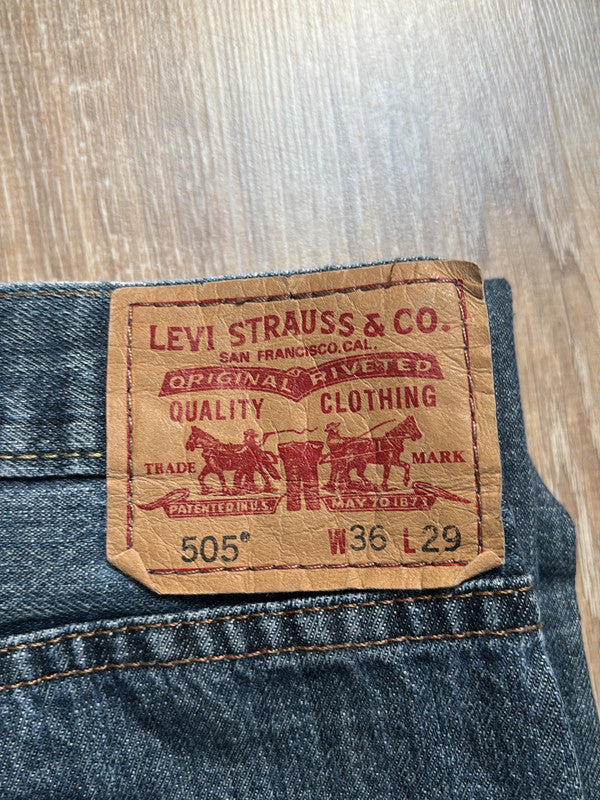 LEVI STRAUSS & CO.
SAN FRANCISCO, CAL.
ORIGINAL RIVETED
QUALITY CLOTHING
TRADE MARK
PATENTED IN U.S. MAY 20 1873
505® W36 L29